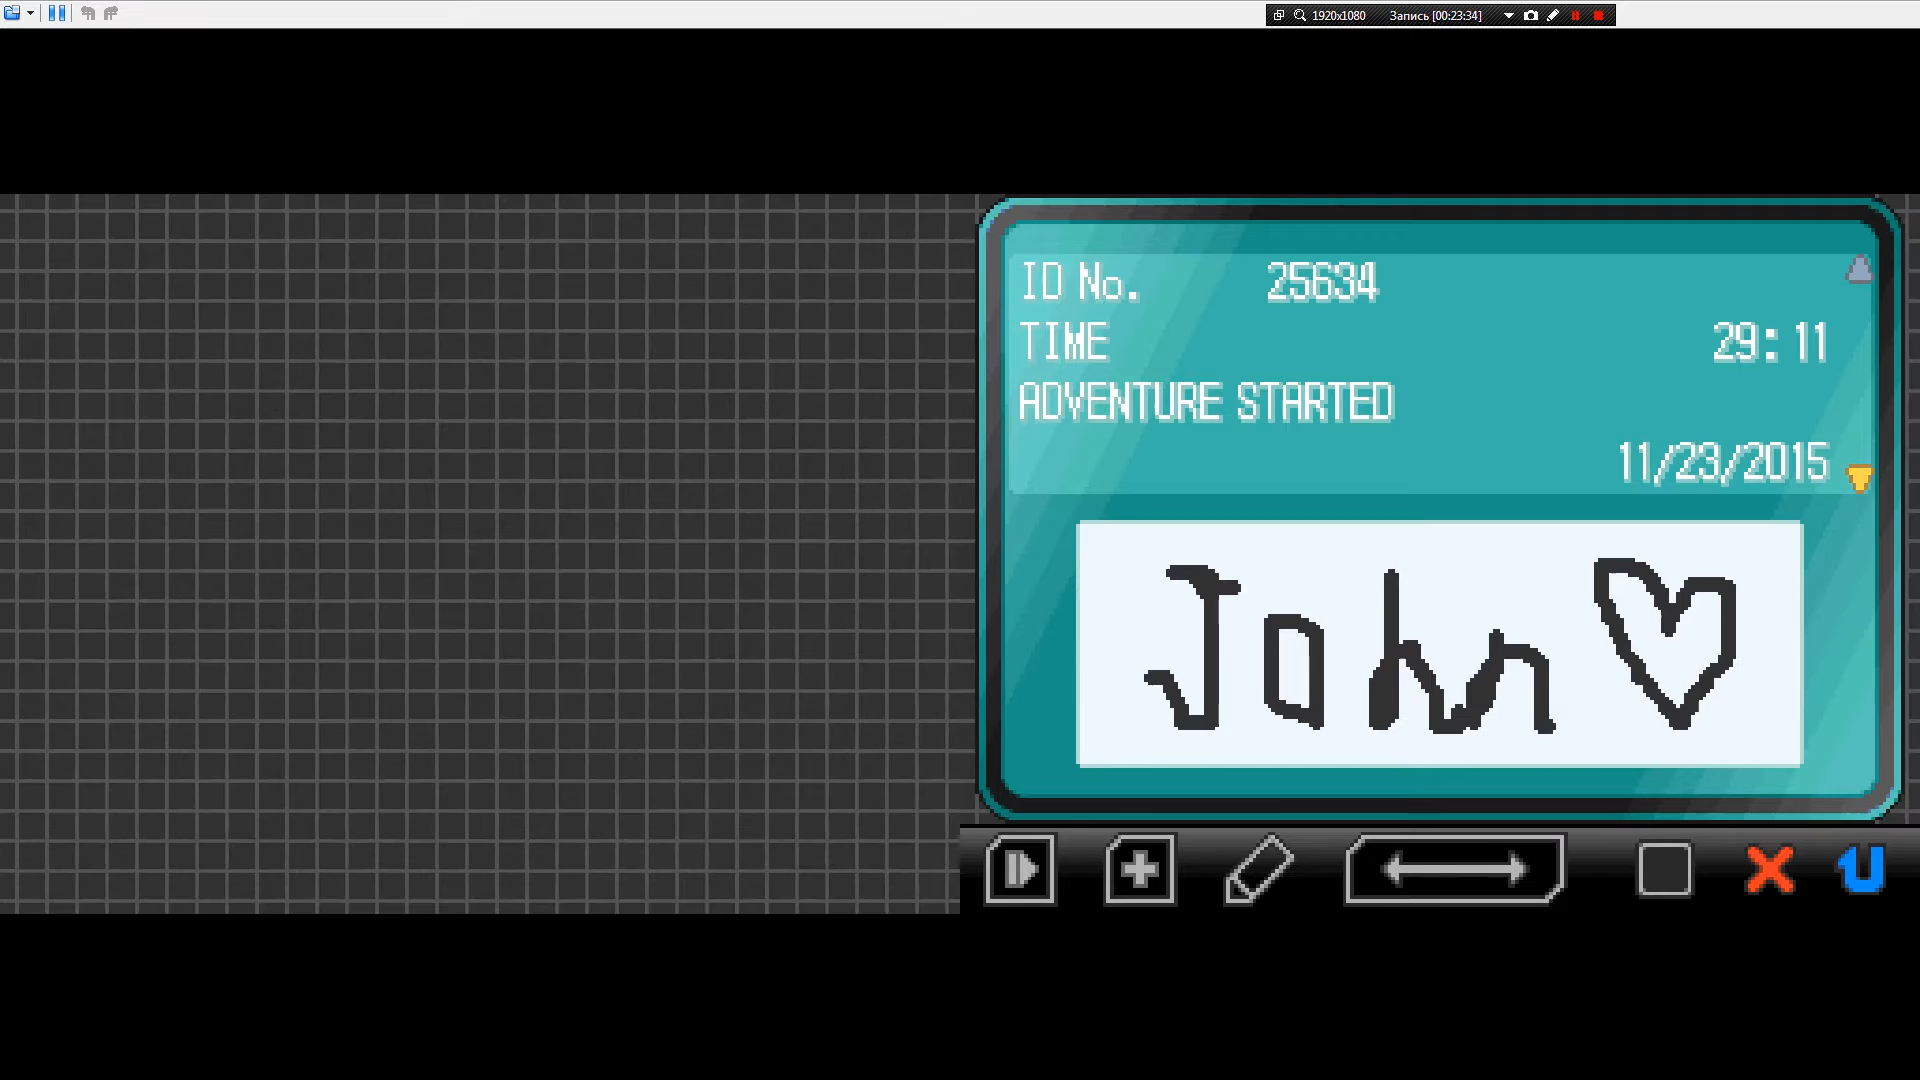 1920x1080 Запись [00:23:34]
ID No. 25634
TIME 29:11
ADVENTURE STARTED
11/23/2015
John